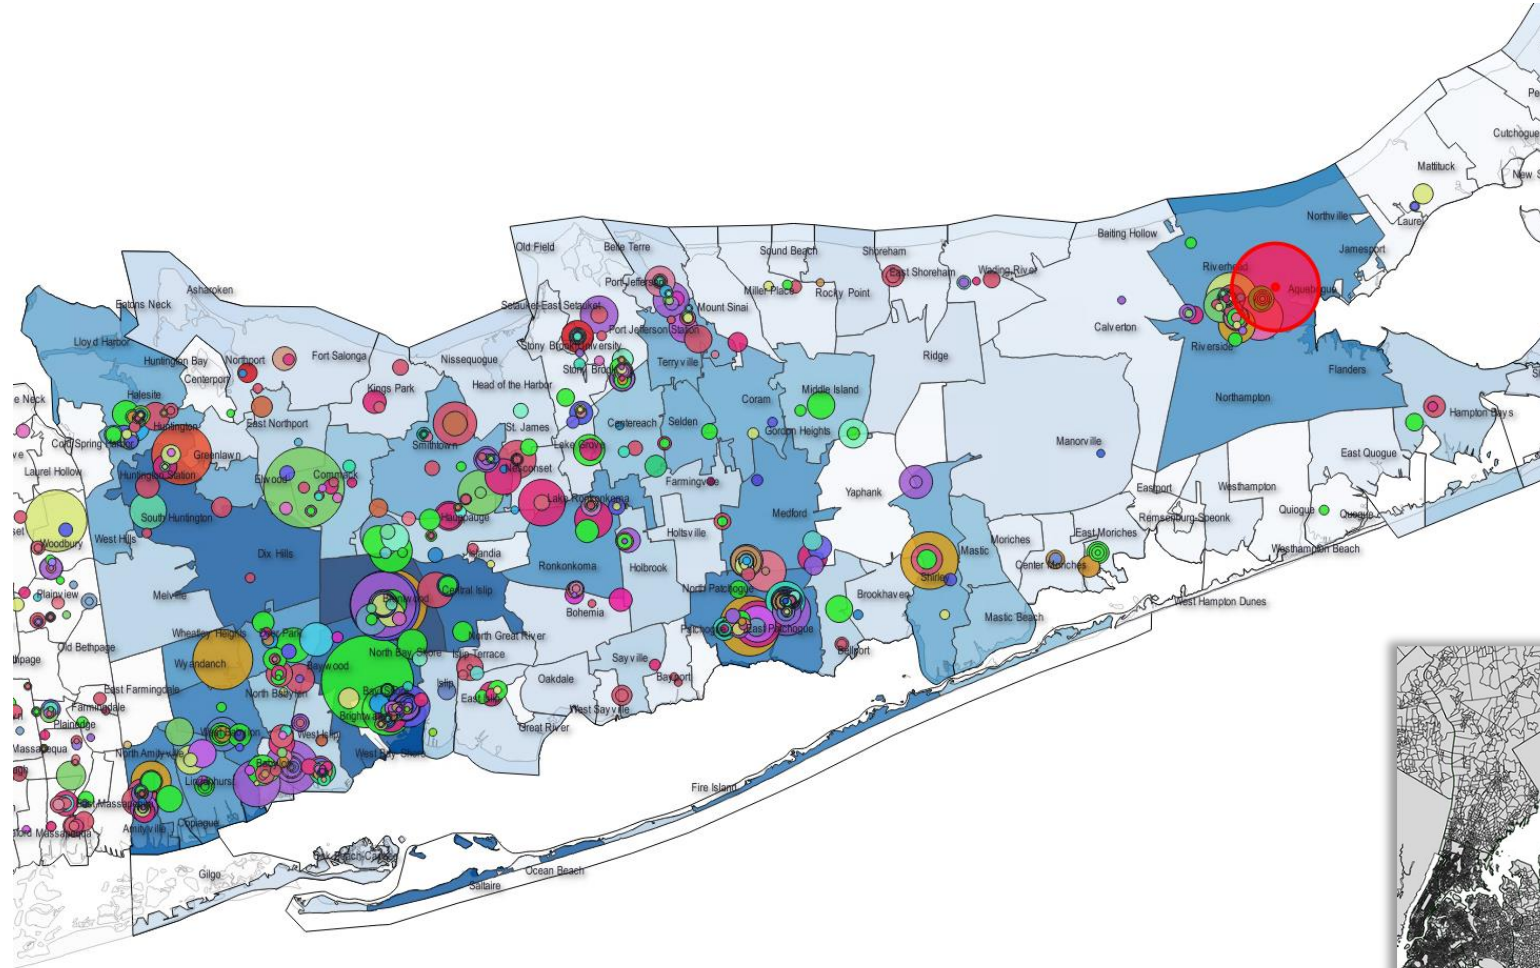 Pe
Cutchogue
Mattituck
New S
Laurel
Northville
Jamesport
Baiting Hollow
Old Field
Belle Terre
Sound Beach
Shoreham
Riverhead
Aquebogue
East Shoreham
Wading River
Port Jefferson
Miller Place
Rocky Point
Asharoken
Eatons Neck
Setauket-East Setauket
Mount Sinai
Calverton
Port Jefferson Station
Lloyd Harbor
Stony Brook University
Riverside
Huntington Bay
Northport
Fort Salonga
Nissequogue
Terryville
Ridge
Flanders
Centerport
Stony Brook
Kings Park
Head of the Harbor
Middle Island
Halesite
e Neck
Coram
Northampton
Hampton Bays
East Northport
St. James
Centereach
Selden
Huntington
Gordon Heights
Manorville
Cold Spring Harbor
Smithtown
Lake Grove
Greenlawn
East Quogue
Laurel Hollow
Nesconset
Huntington Station
Commack
Elwood
Farmingville
Yaphank
Eastport
Westhampton
Lake Ronkonkoma
Quiogue
Quogue
South Huntington
Hauppauge
Medford
Remsenburg-Speonk
Holtsville
West Hills
East Moriches
Moriches
Woodbury
Dix Hills
Islandia
Mastic
Westhampton Beach
Ronkonkoma
Holbrook
Center Moriches
Shirley
Plainview
Melville
Brentwood
Central Islip
North Patchogue
Brookhaven
West Hampton Dunes
Bohemia
Mastic Beach
Wheatley Heights
Deer Park
North Great River
Patchogue
East Patchogue
Old Bethpage
hpage
North Bay Shore
Islip Terrace
Sayville
Bellport
Wyandanch
Baywood
Oakdale
Bayport
East Farmingdale
North Babylon
Bay Shore
Islip
East Islip
Farmingdale
Brightwaters
West Sayville
Plainedge
West Babylon
West Islip
Great River
Massapequa
North Amityville
West Bay Shore
Babylon
Lindenhurst
Fire Island
East Massapequa
Copiague
Amityville
Massapequa
Gilgo
Ocean Beach
Saltaire